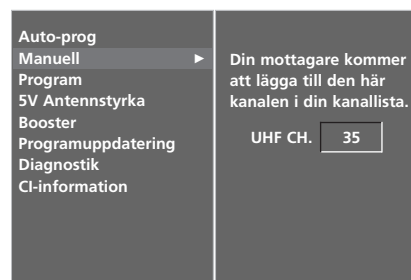 Auto-prog
Manuell
Program
5V Antennstyrka
Booster
Programuppdatering
Diagnostik
CI-information
Din mottagare kommer
att lägga till den här
kanalen i din kanallista.
UHF CH. 35